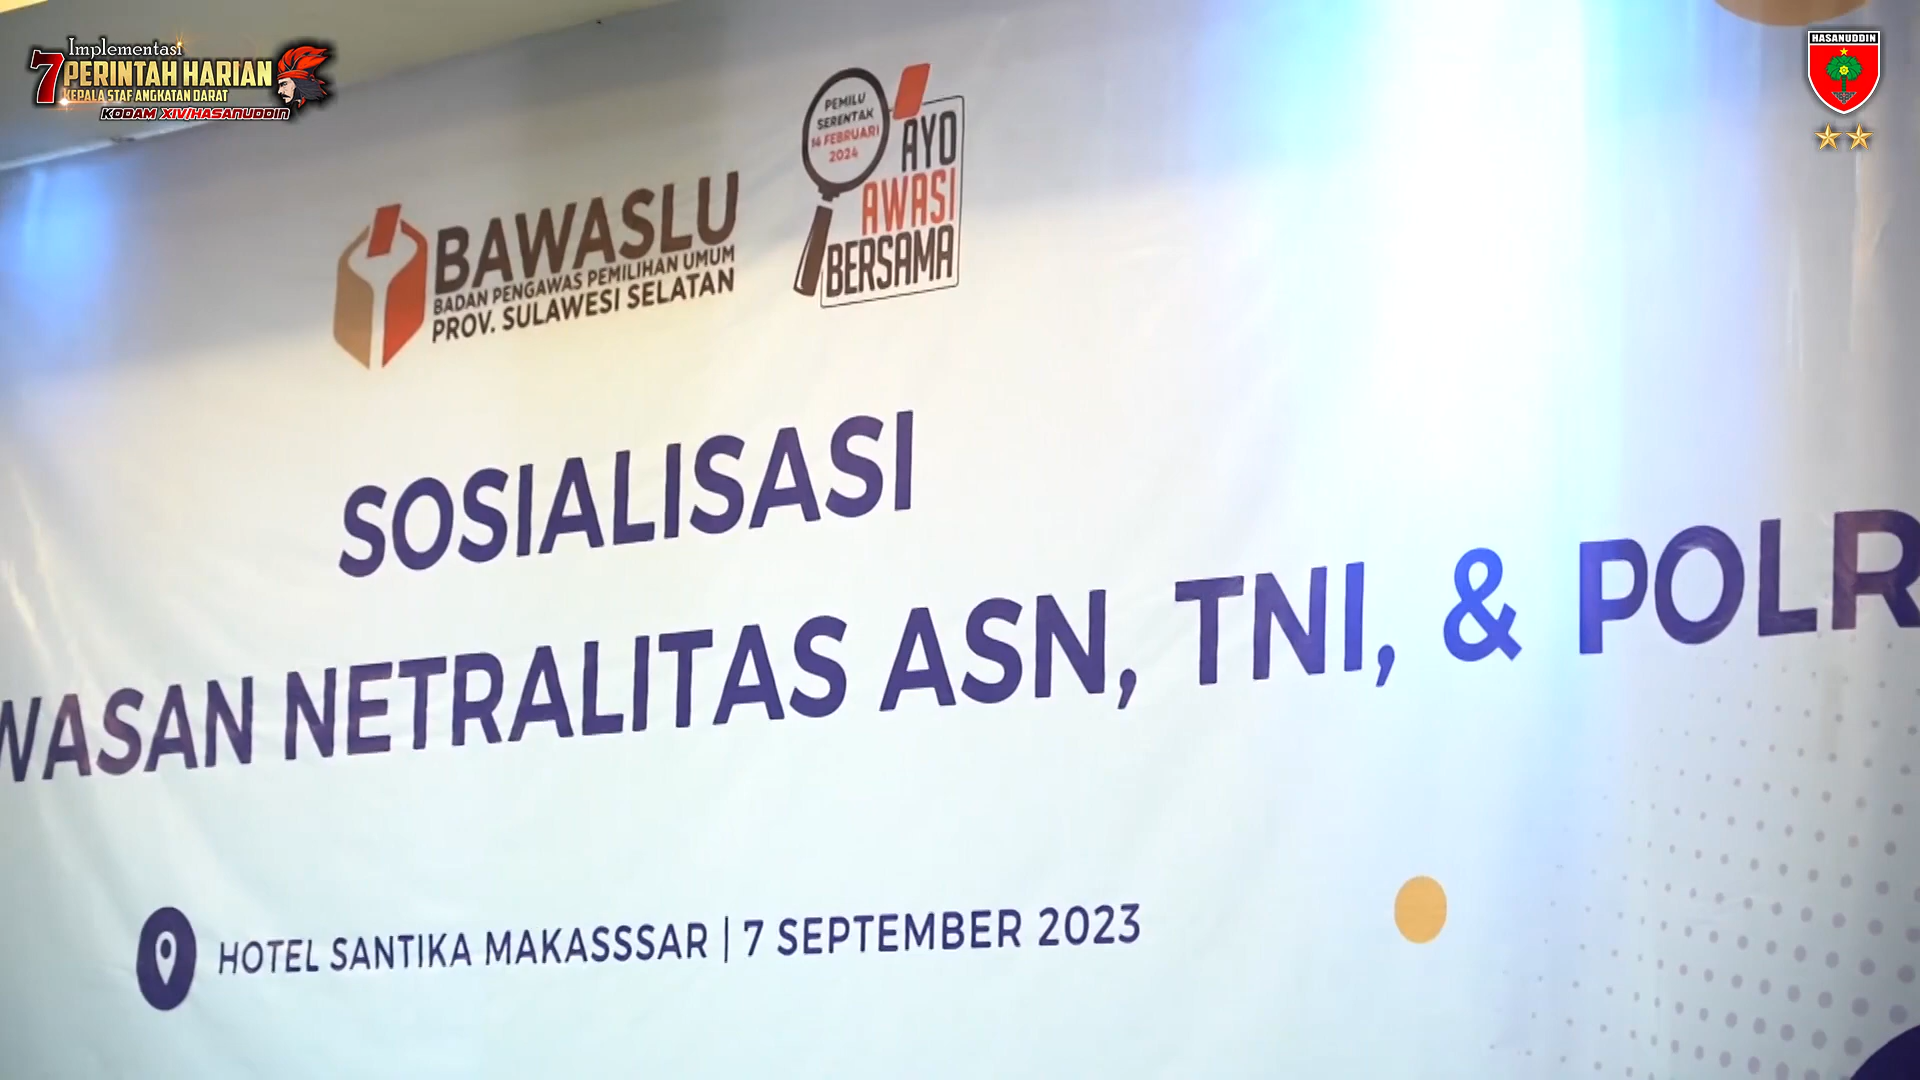 Implementasi
7 PERINTAH HARIAN
KEPALA STAF ANGKATAN DARAT
KODAM XIV/HASANUDDIN
HASANUDDIN
PEMILU
SERENTAK
14 FEBRUARI
2024
AYO
AWASI
BERSAMA
BAWASLU
BADAN PENGAWAS PEMILIHAN UMUM
PROV. SULAWESI SELATAN
SOSIALISASI
WASAN NETRALITAS ASN, TNI, & POLR
HOTEL SANTIKA MAKASSSAR | 7 SEPTEMBER 2023